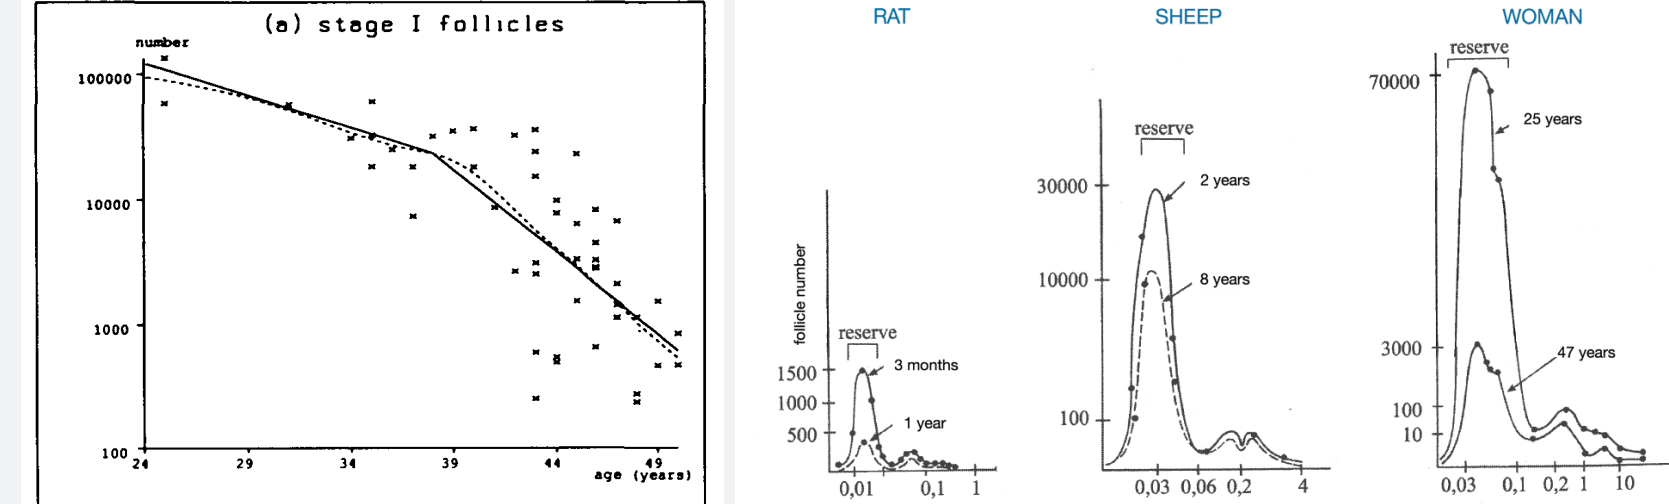 (a) stage I follicles
number
100000
10000
1000
100
24 29 34 39 44 49
age (years)
RAT
follicle number
reserve
3 months
1500
1000
1 year
500
0,01 0,1 1
SHEEP
reserve
30000
2 years
10000
8 years
100
0,03 0,06 0,2 4
WOMAN
reserve
70000
25 years
3000
47 years
100
10
0,03 0,1 0,2 1 10